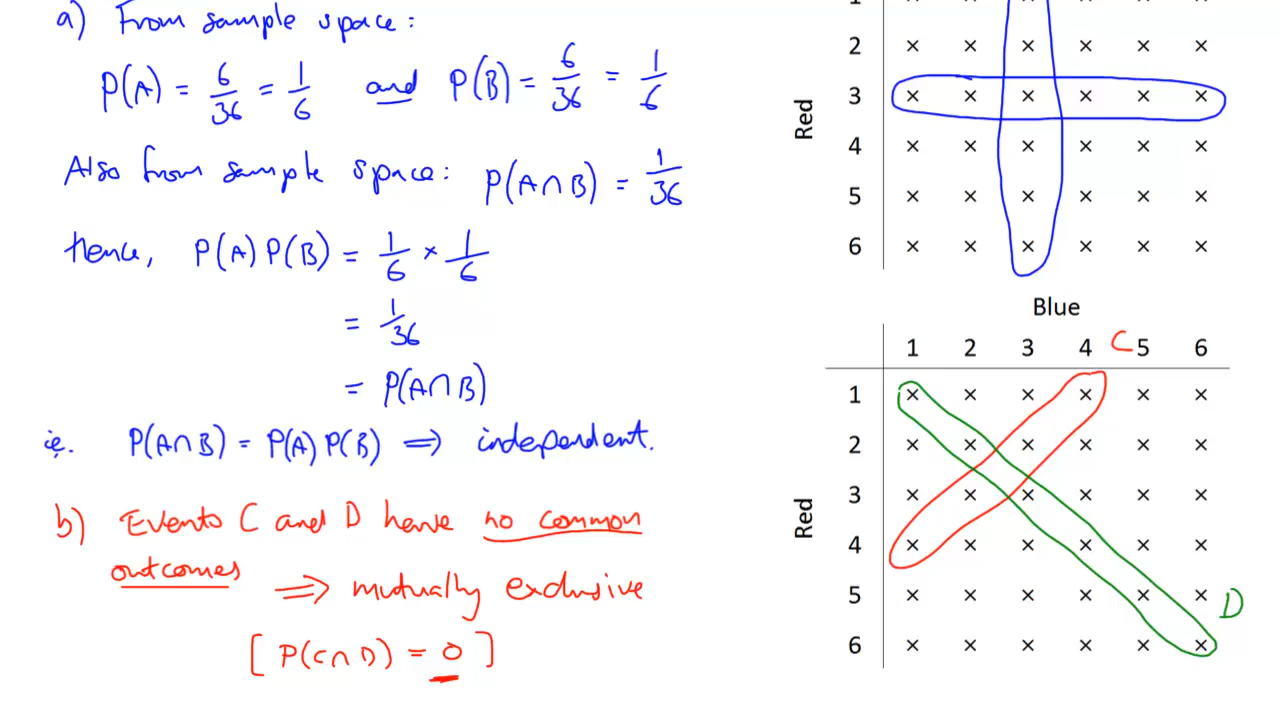 a) From sample space:
P(A) = 6/36 = 1/6 and P(B) = 6/36 = 1/6
Also from sample space: P(A∩B) = 1/36
hence, P(A) P(B) = 1/6 × 1/6
= 1/36
= P(A∩B)
i.e. P(A∩B) = P(A) P(B) ⇒ independent.
b) Events C and D have no common
outcomes ⇒ mutually exclusive
[ P(C∩D) = 0 ]
2 × × × × × ×
Red
3 × × × × × ×
4 × × × × × ×
5 × × × × × ×
6 × × × × × ×
Blue
1 2 3 4 C 5 6
1 × × × × × ×
2 × × × × × ×
Red
3 × × × × × ×
4 × × × × × ×
5 × × × × × × D
6 × × × × × ×